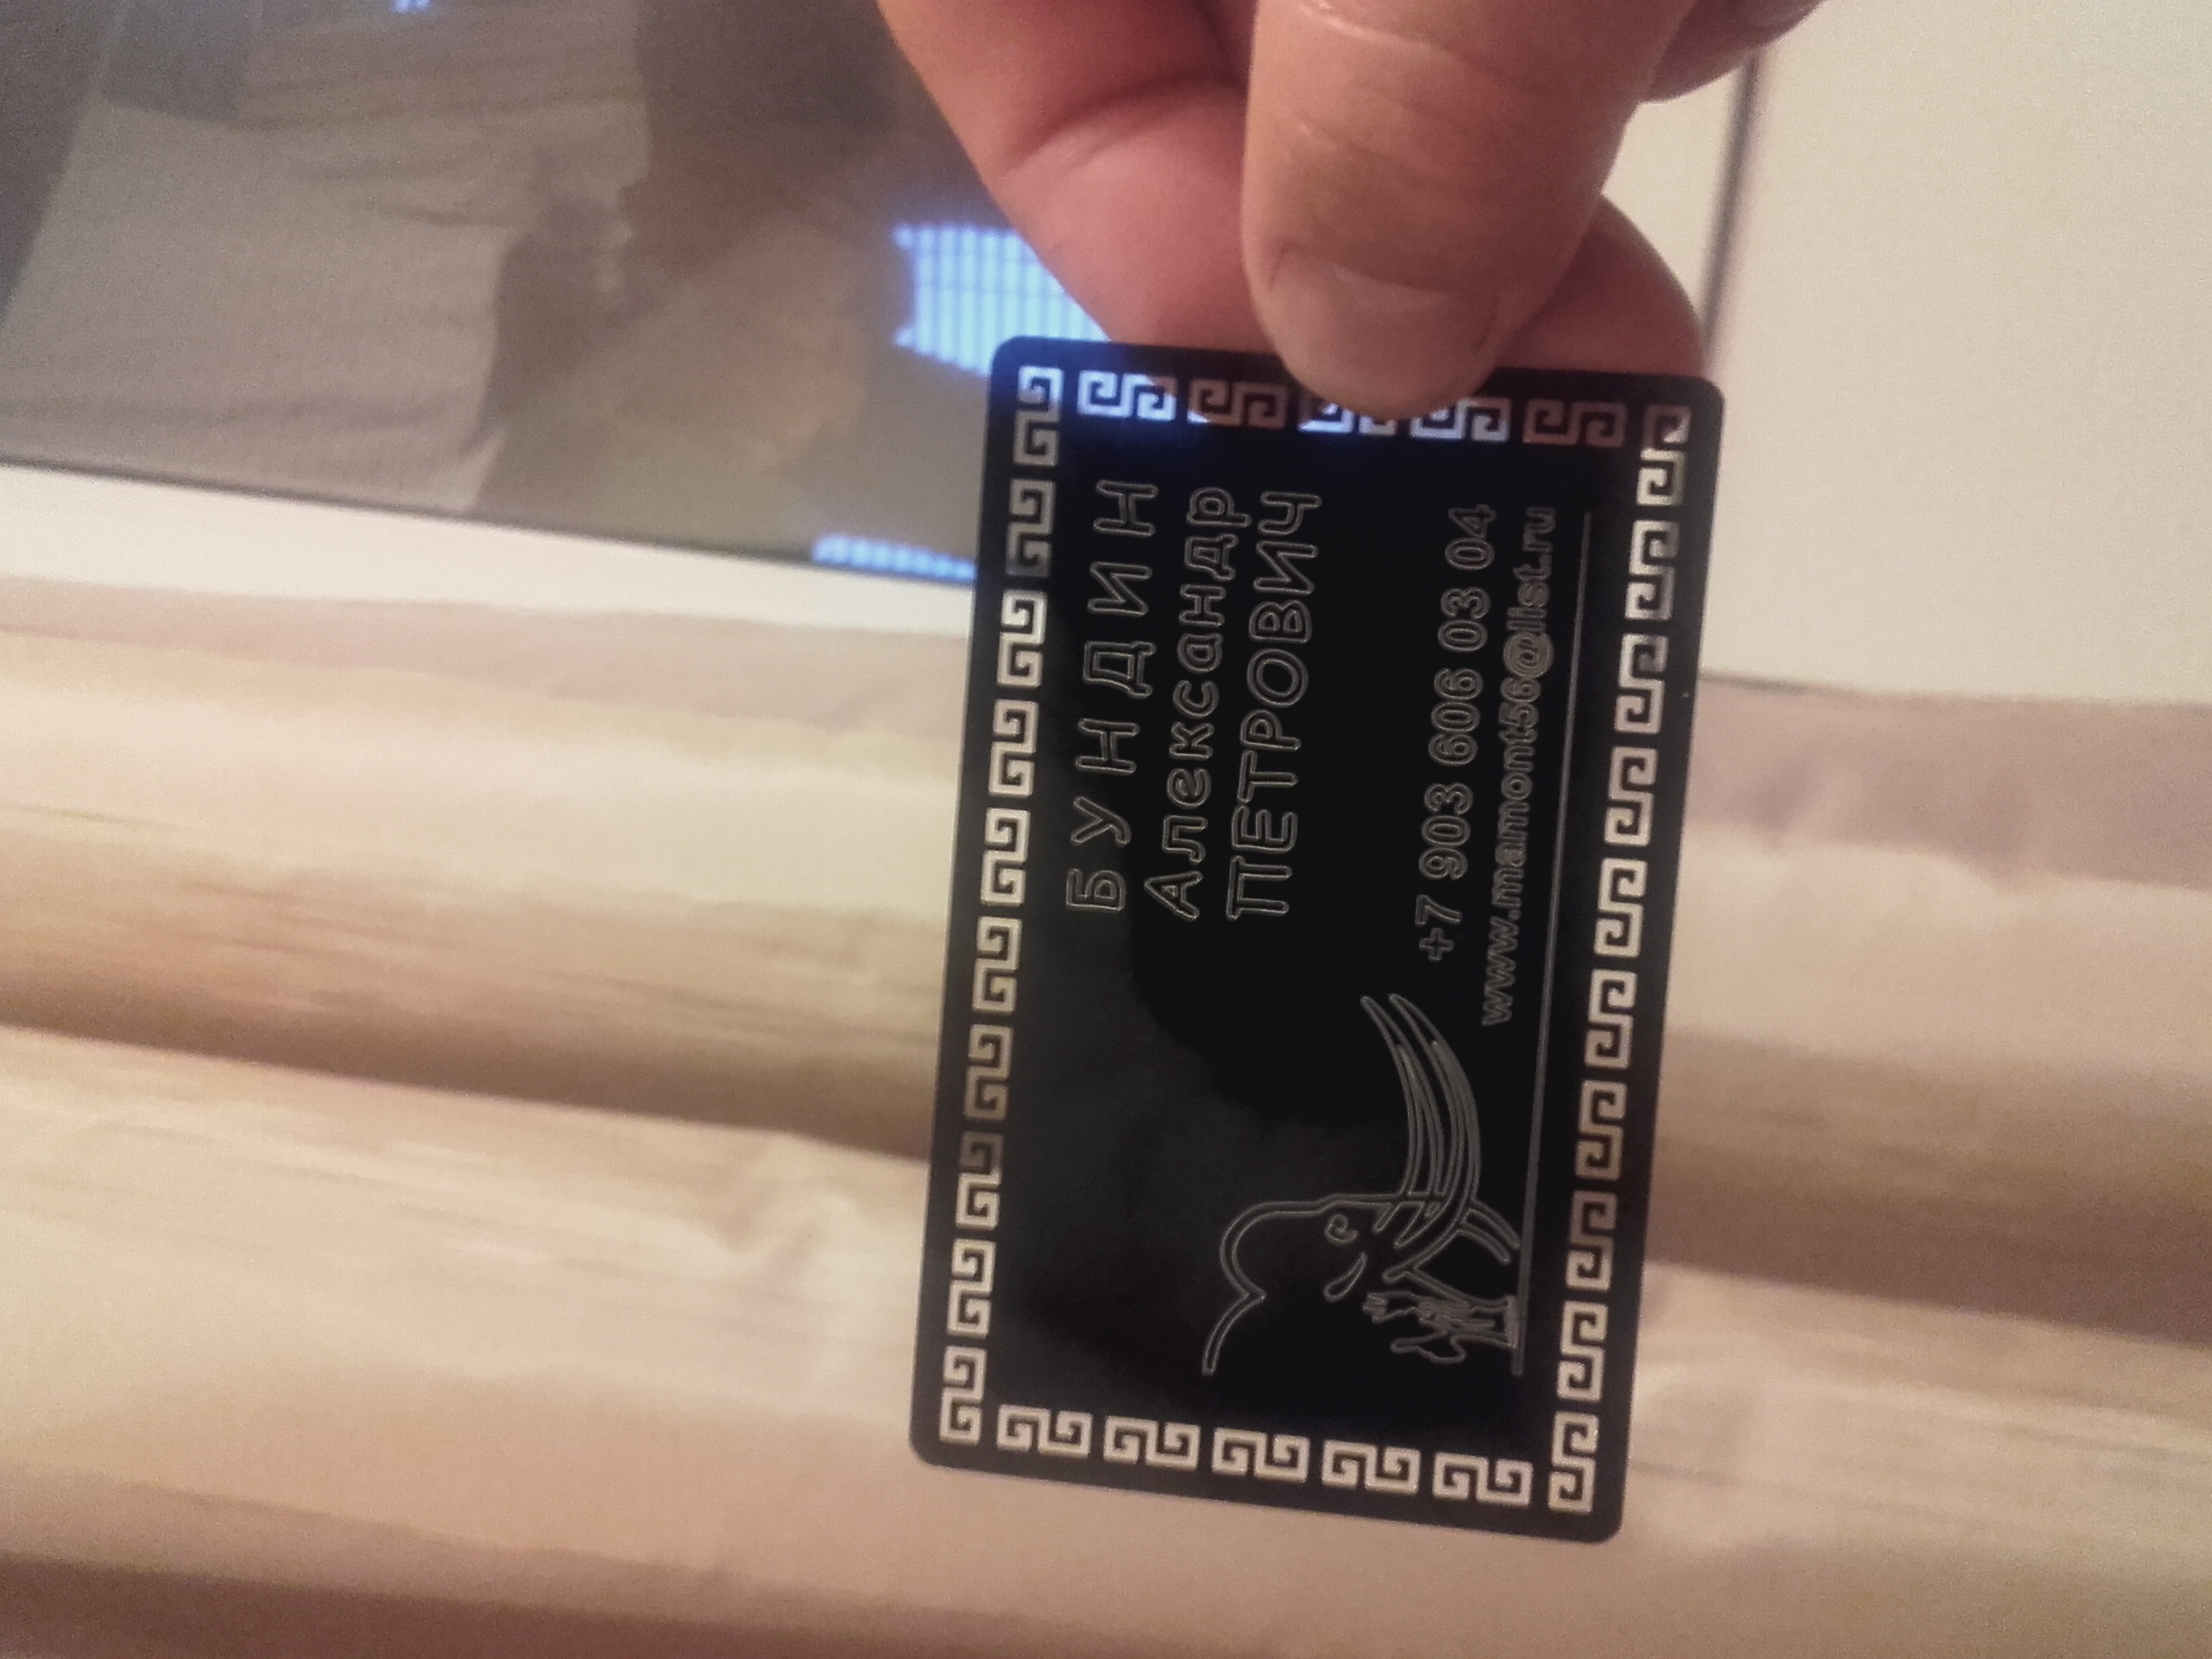 БУНДИН
Александр
ПЕТРОВИЧ
+7 903 606 03 04
www.mamont56@list.ru